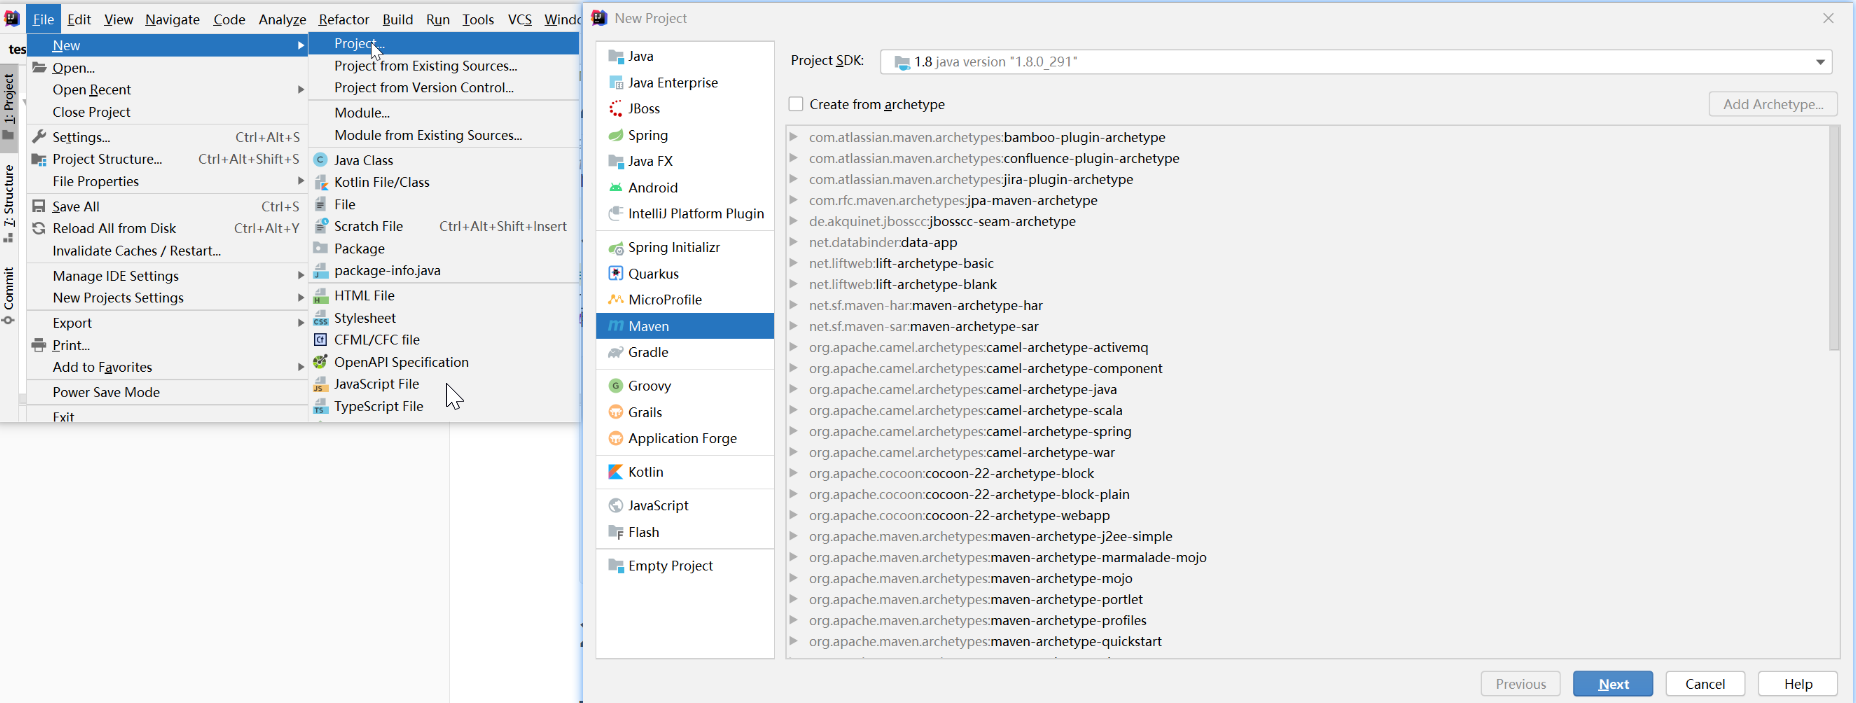 File Edit View Navigate Code Analyze Refactor Build Run Tools VCS
New
Open...
Open Recent
Close Project
Settings... Ctrl+Alt+S
Project Structure... Ctrl+Alt+Shift+S
File Properties
Save All Ctrl+S
Reload All from Disk Ctrl+Alt+Y
Invalidate Caches / Restart...
Manage IDE Settings
New Projects Settings
Export
Print...
Add to Favorites
Power Save Mode
Exit
1: Project
7: Structure
Commit
Project...
Project from Existing Sources...
Project from Version Control...
Module...
Module from Existing Sources...
Java Class
Kotlin File/Class
File
Scratch File Ctrl+Alt+Shift+Insert
Package
package-info.java
HTML File
Stylesheet
CFML/CFC file
OpenAPI Specification
JavaScript File
TypeScript File
New Project
Java
Java Enterprise
JBoss
Spring
Java FX
Android
IntelliJ Platform Plugin
Spring Initializr
Quarkus
MicroProfile
Maven
Gradle
Groovy
Grails
Application Forge
Kotlin
JavaScript
Flash
Empty Project
Project SDK: 1.8 java version "1.8.0_291"
Create from archetype Add Archetype...
com.atlassian.maven.archetypes:bamboo-plugin-archetype
com.atlassian.maven.archetypes:confluence-plugin-archetype
com.atlassian.maven.archetypes:jira-plugin-archetype
com.rfc.maven.archetypes:jpa-maven-archetype
de.akquinet.jbosscc:jbosscc-seam-archetype
net.databinder:data-app
net.liftweb:lift-archetype-basic
net.liftweb:lift-archetype-blank
net.sf.maven-har:maven-archetype-har
net.sf.maven-sar:maven-archetype-sar
org.apache.camel.archetypes:camel-archetype-activemq
org.apache.camel.archetypes:camel-archetype-component
org.apache.camel.archetypes:camel-archetype-java
org.apache.camel.archetypes:camel-archetype-scala
org.apache.camel.archetypes:camel-archetype-spring
org.apache.camel.archetypes:camel-archetype-war
org.apache.cocoon:cocoon-22-archetype-block
org.apache.cocoon:cocoon-22-archetype-block-plain
org.apache.cocoon:cocoon-22-archetype-webapp
org.apache.maven.archetypes:maven-archetype-j2ee-simple
org.apache.maven.archetypes:maven-archetype-marmalade-mojo
org.apache.maven.archetypes:maven-archetype-mojo
org.apache.maven.archetypes:maven-archetype-portlet
org.apache.maven.archetypes:maven-archetype-profiles
org.apache.maven.archetypes:maven-archetype-quickstart
Previous Next Cancel Help